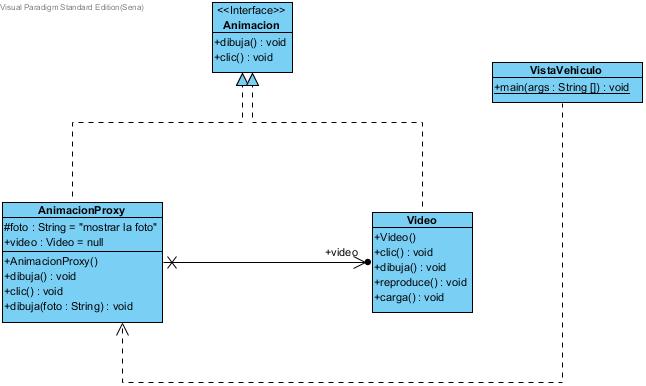 Visual Paradigm Standard Edition(Sena)
<<Interface>>
Animacion
+dibuja() : void
+clic() : void
VistaVehiculo
+main(args : String []) : void
AnimacionProxy
#foto : String = "mostrar la foto"
+video : Video = null
+AnimacionProxy()
+dibuja() : void
+clic() : void
+dibuja(foto : String) : void
+video
Video
+Video()
+clic() : void
+dibuja() : void
+reproduce() : void
+carga() : void